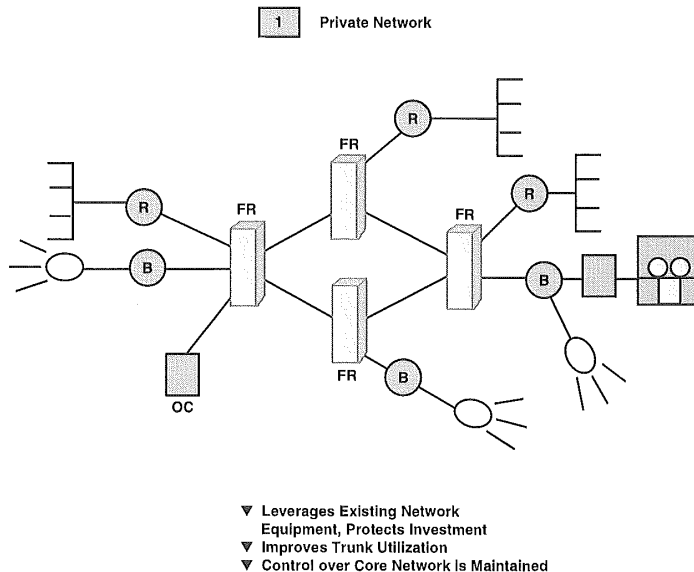 1 Private Network
R
FR
FR
R
FR
R
B
B
FR
B
OC
▼ Leverages Existing Network
Equipment, Protects Investment
▼ Improves Trunk Utilization
▼ Control over Core Network Is Maintained